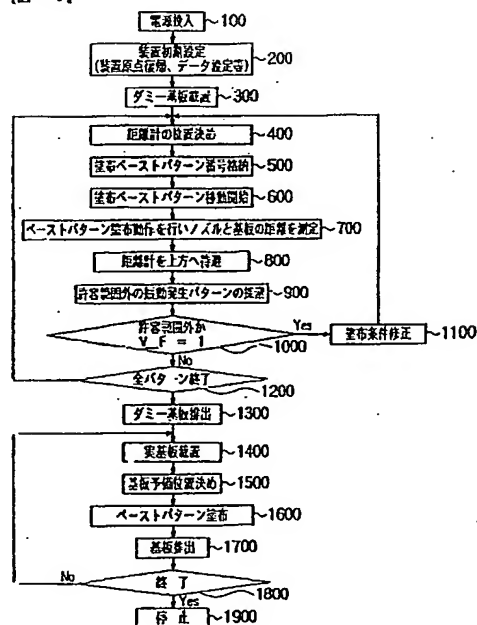 電源投入 100
装置初期設定
(装置原点復帰、データ設定等) 200
ダミー基板載置 300
距離計の位置決め 400
塗布ペーストパターン番号格納 500
塗布ペーストパターン移動開始 600
ペーストパターン塗布動作を行いノズルと基板の距離を測定 700
距離計を上方へ待避 800
許容範囲外の振動発生パターンの 900
許容範囲外か
V_F = 1 1000
Yes
塗布条件修正 1100
No
全パターン終了 1200
ダミー基板排出 1300
実基板載置 1400
基板予備位置決め 1500
ペーストパターン塗布 1600
基板排出 1700
No
終了 1800
Yes
停止 1900